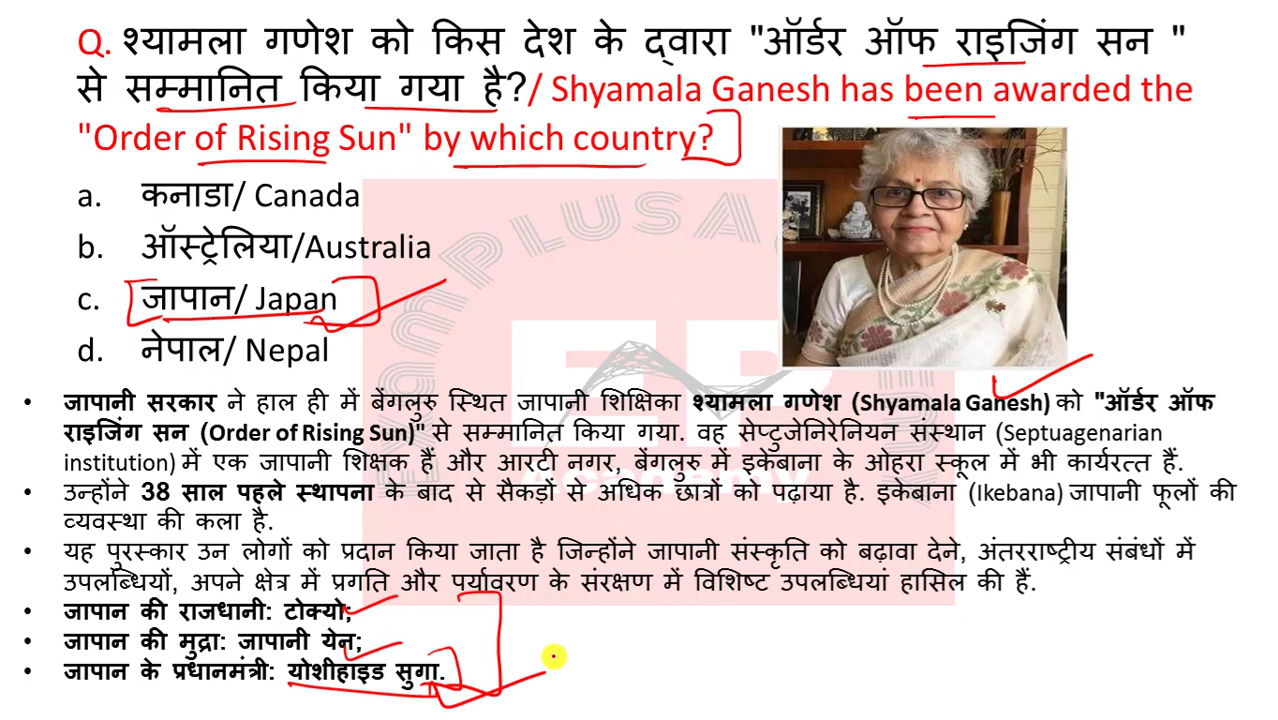 Q. श्यामला गणेश को किस देश के द्वारा "ऑर्डर ऑफ राइजिंग सन "
से सम्मानित किया गया है?/ Shyamala Ganesh has been awarded the
"Order of Rising Sun" by which country?
a. कनाडा/ Canada
b. ऑस्ट्रेलिया/Australia
c. जापान/ Japan
d. नेपाल/ Nepal
EXAMPLUSA
EP
Academy
• जापानी सरकार ने हाल ही में बेंगलुरु स्थित जापानी शिक्षिका श्यामला गणेश (Shyamala Ganesh) को "ऑर्डर ऑफ
राइजिंग सन (Order of Rising Sun)" से सम्मानित किया गया. वह सेप्टुजेनिरेनियन संस्थान (Septuagenarian
institution) में एक जापानी शिक्षक हैं और आरटी नगर, बेंगलुरु में इकेबाना के ओहरा स्कूल में भी कार्यरत्त हैं.
• उन्होंने 38 साल पहले स्थापना के बाद से सैकड़ों से अधिक छात्रों को पढ़ाया है. इकेबाना (Ikebana) जापानी फूलों की
व्यवस्था की कला है.
• यह पुरस्कार उन लोगों को प्रदान किया जाता है जिन्होंने जापानी संस्कृति को बढ़ावा देने, अंतरराष्ट्रीय संबंधों में
उपलब्धियों, अपने क्षेत्र में प्रगति और पर्यावरण के संरक्षण में विशिष्ट उपलब्धियां हासिल की हैं.
• जापान की राजधानी: टोक्यो;
• जापान की मुद्रा: जापानी येन;
• जापान के प्रधानमंत्री: योशीहाइड सुगा.